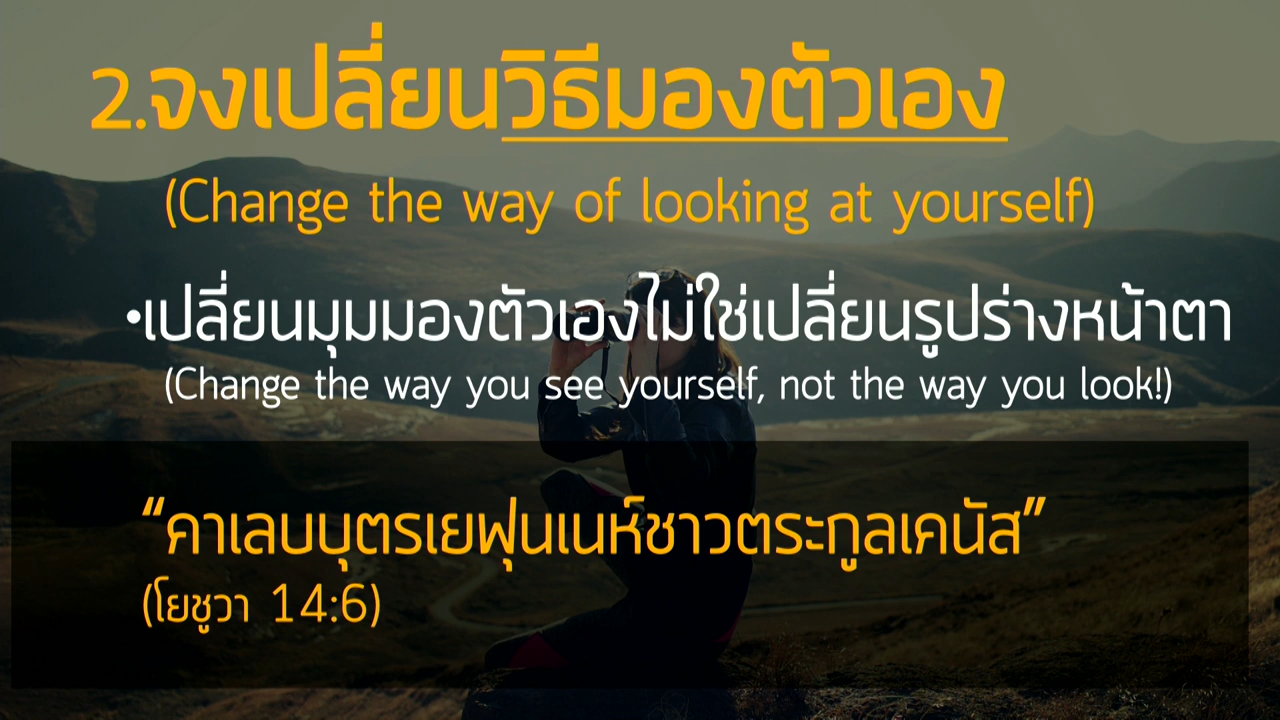 2.จงเปลี่ยนวิธีมองตัวเอง
(Change the way of looking at yourself)
•เปลี่ยนมุมมองตัวเองไม่ใช่เปลี่ยนรูปร่างหน้าตา
(Change the way you see yourself, not the way you look!)
“คาเลบบุตรเยฟุนเนห์ชาวตระกูลเคนัส”
(โยชูวา 14:6)